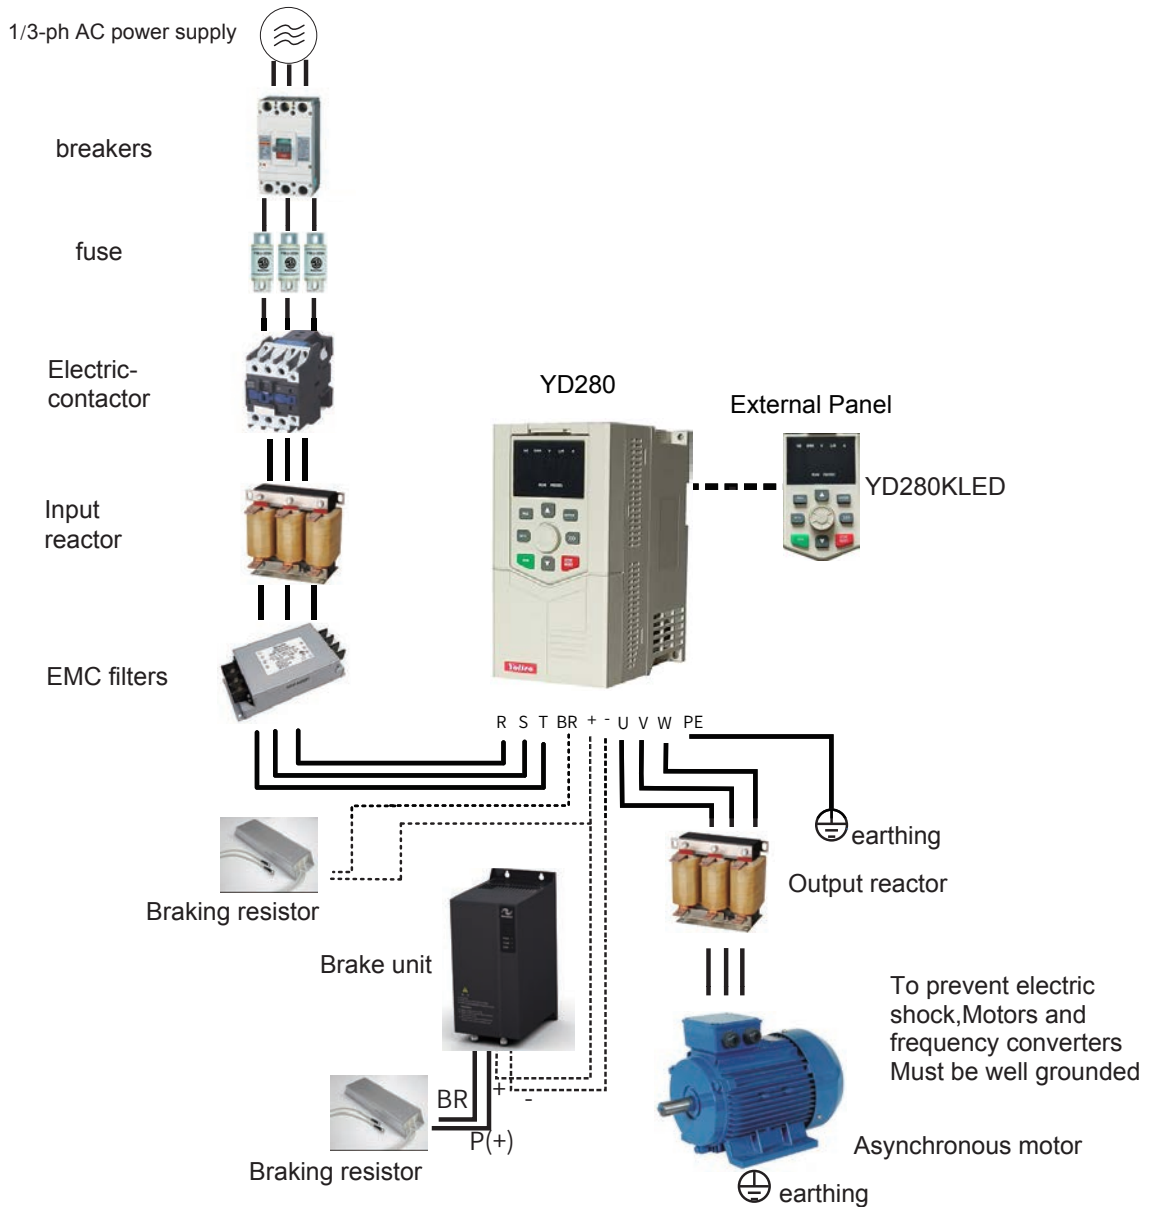 1/3-ph AC power supply
breakers
fuse
Electric-
contactor
YD280
External Panel
YD280KLED
Input
reactor
EMC filters
Yolico
R S T BR + - U V W PE
earthing
Braking resistor
Output reactor
Brake unit
To prevent electric
shock,Motors and
frequency converters
Must be well grounded
BR
+
-
P(+)
Braking resistor
Asynchronous motor
earthing